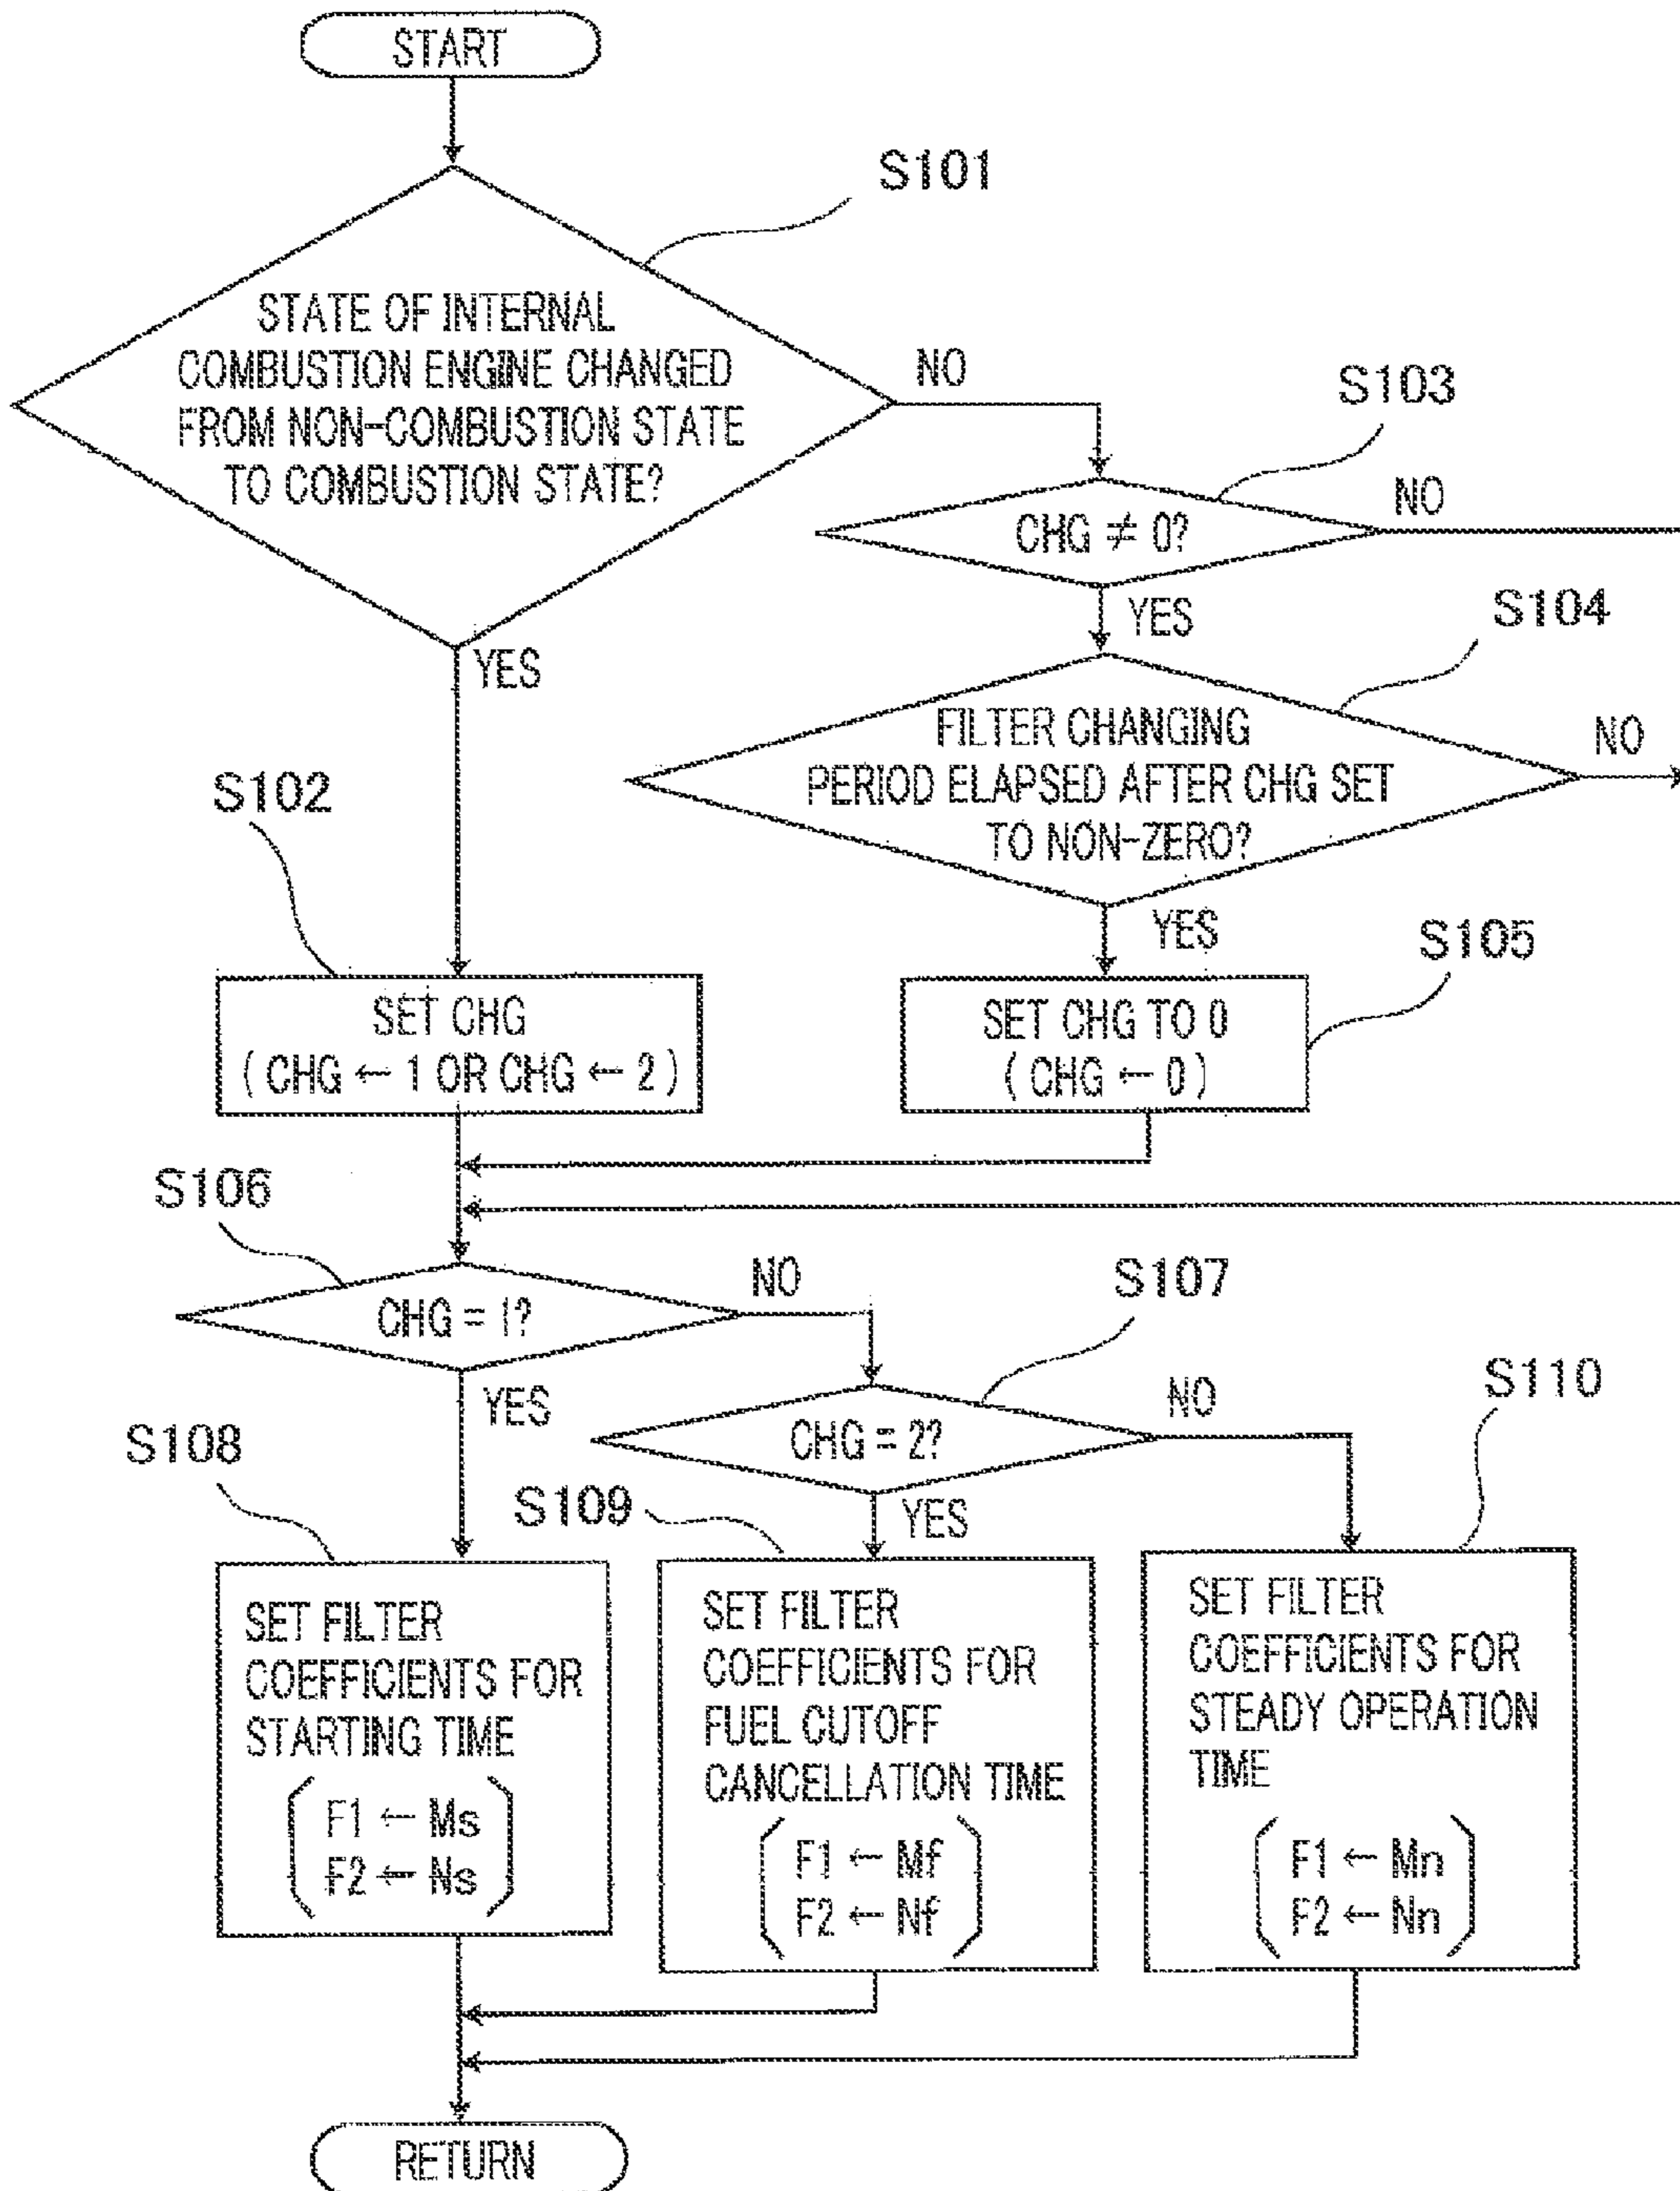 START
S101
STATE OF INTERNAL
COMBUSTION ENGINE CHANGED
FROM NON-COMBUSTION STATE
TO COMBUSTION STATE?
NO
YES
S103
CHG ≠ 0?
NO
YES
S104
FILTER CHANGING
PERIOD ELAPSED AFTER CHG SET
TO NON-ZERO?
NO
YES
S102
SET CHG
( CHG ← 1 OR CHG ← 2 )
S105
SET CHG TO 0
( CHG ← 0 )
S106
CHG = 1?
NO
YES
S107
CHG = 2?
NO
YES
S108
SET FILTER
COEFFICIENTS FOR
STARTING TIME
F1 ← Ms
F2 ← Ns
S109
SET FILTER
COEFFICIENTS FOR
FUEL CUTOFF
CANCELLATION TIME
F1 ← Mf
F2 ← Nf
S110
SET FILTER
COEFFICIENTS FOR
STEADY OPERATION
TIME
F1 ← Mn
F2 ← Nn
RETURN